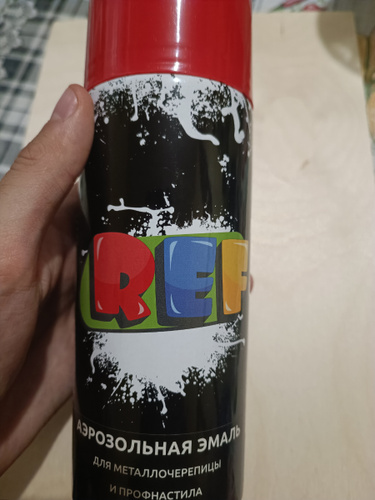 REF
АЭРОЗОЛЬНАЯ ЭМАЛЬ
ДЛЯ МЕТАЛЛОЧЕРЕПИЦЫ
И ПРОФНАСТИЛА